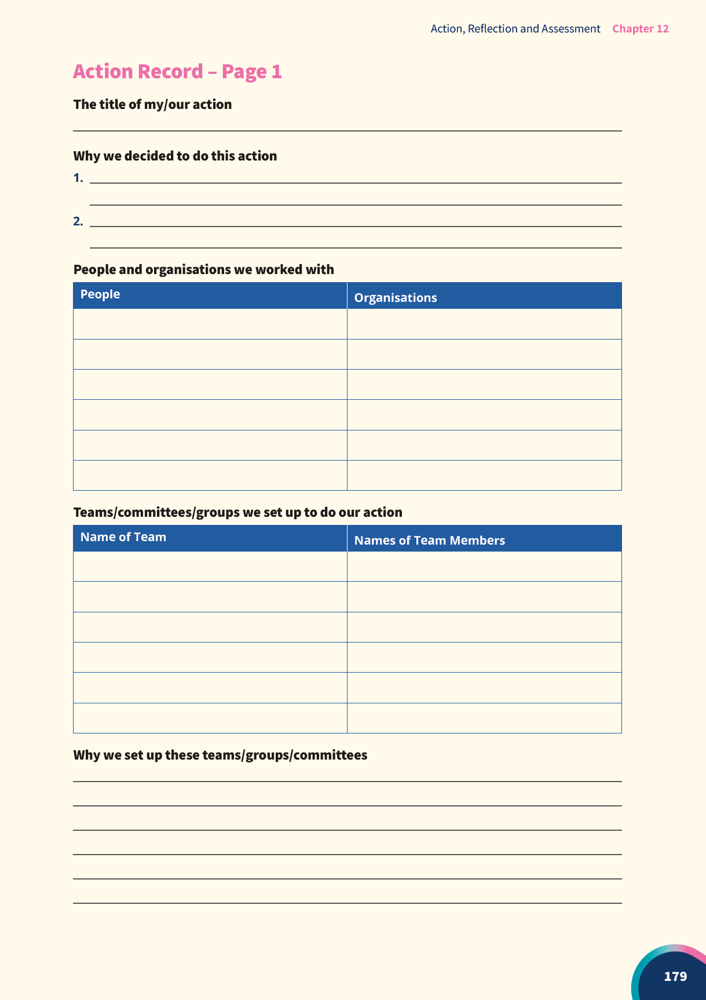 Action, Reflection and Assessment Chapter 12
Action Record – Page 1
The title of my/our action
Why we decided to do this action
1.
2.
People and organisations we worked with
People Organisations
Teams/committees/groups we set up to do our action
Name of Team Names of Team Members
Why we set up these teams/groups/committees
179